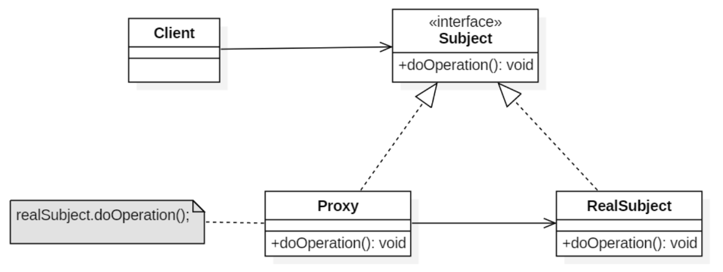 Client
«interface»
Subject
+doOperation(): void
realSubject.doOperation();
Proxy
+doOperation(): void
RealSubject
+doOperation(): void